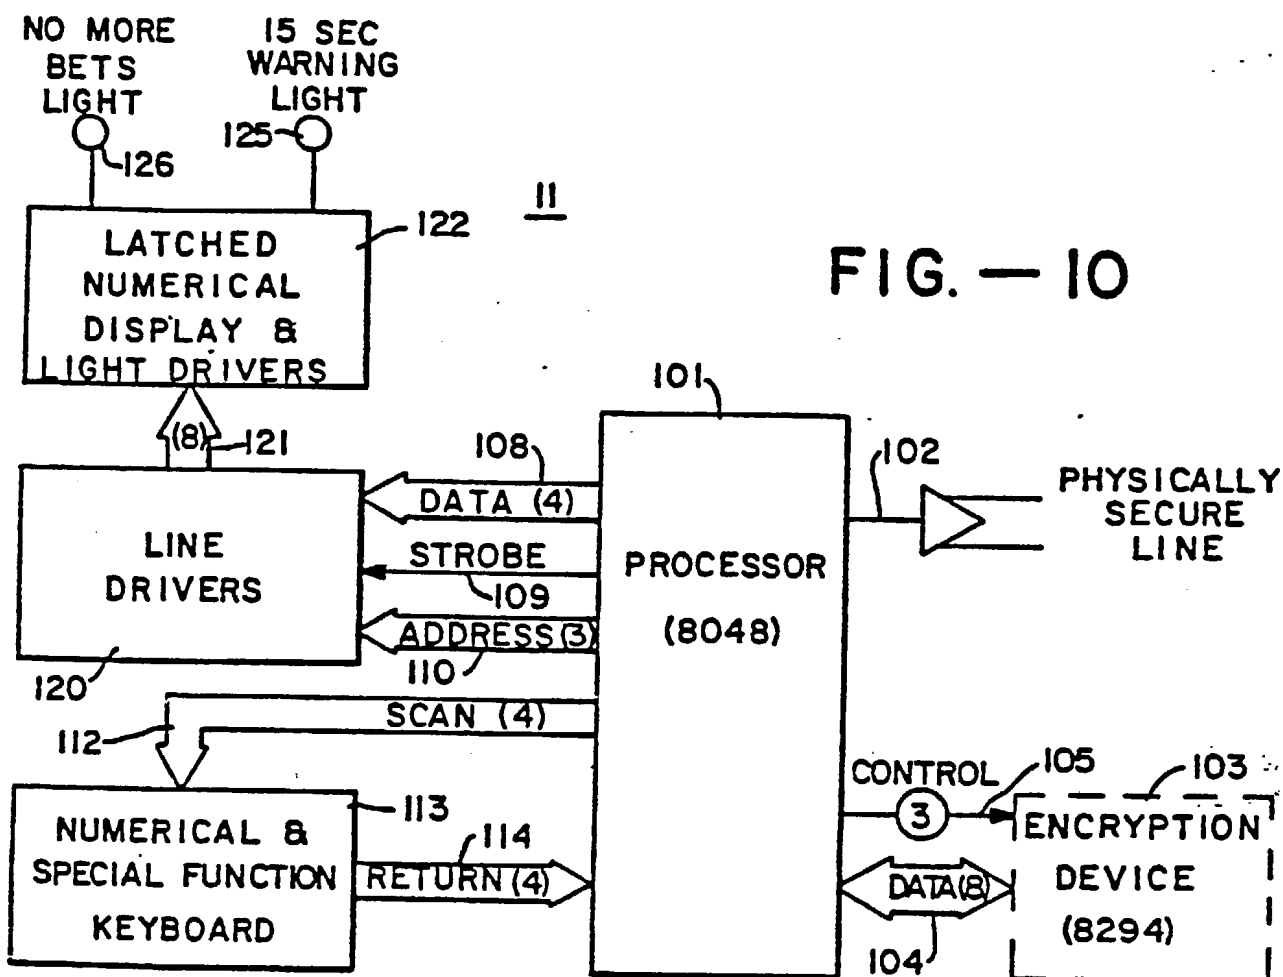 NO MORE
BETS
LIGHT
126
15 SEC
WARNING
LIGHT
125
11
FIG. — 10
122
LATCHED
NUMERICAL
DISPLAY &
LIGHT DRIVERS
(8)
121
LINE
DRIVERS
120
108
DATA (4)
STROBE
109
ADDRESS (3)
110
SCAN (4)
112
113
NUMERICAL &
SPECIAL FUNCTION
KEYBOARD
114
RETURN (4)
101
PROCESSOR
(8048)
102
PHYSICALLY
SECURE
LINE
CONTROL
3
105
103
ENCRYPTION
DEVICE
(8294)
DATA (8)
104